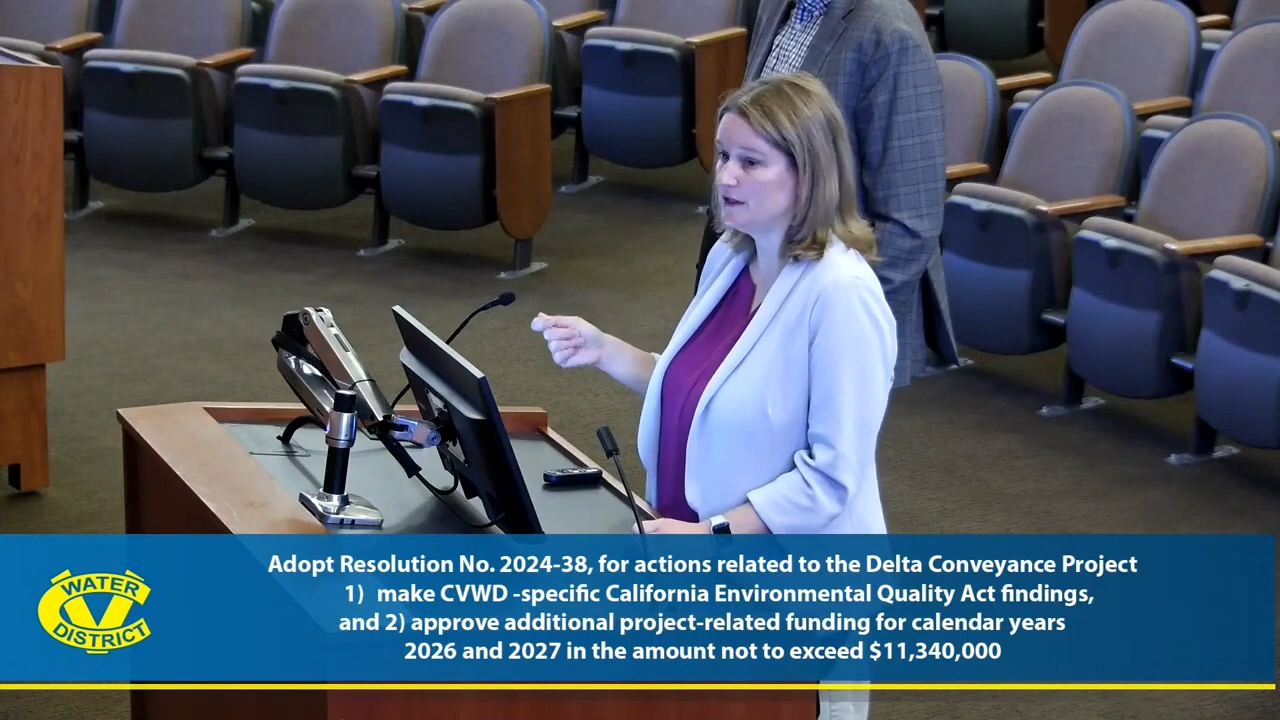 Adopt Resolution No. 2024-38, for actions related to the Delta Conveyance Project
1) make CVWD -specific California Environmental Quality Act findings,
and 2) approve additional project-related funding for calendar years
2026 and 2027 in the amount not to exceed $11,340,000
WATER
CV
DISTRICT